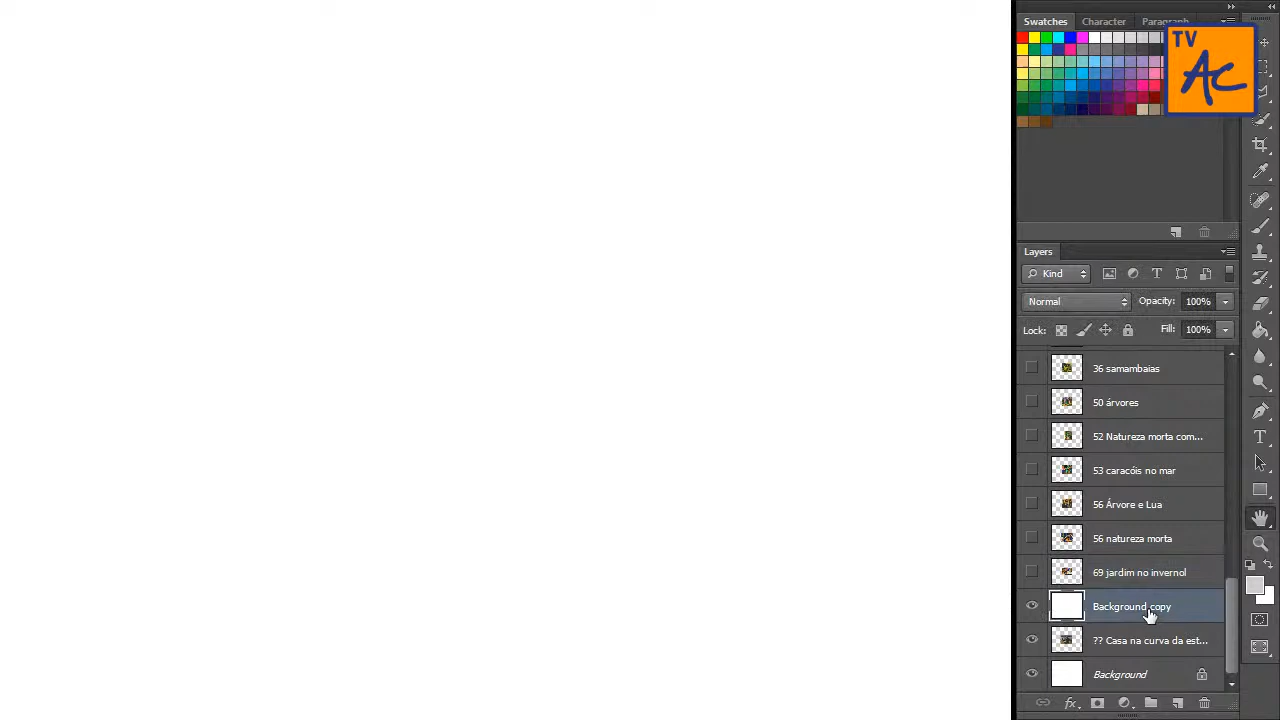 Swatches Character Paragraph
TV
AC
Layers
Kind
Normal Opacity: 100%
Lock: Fill: 100%
36 samambaias
50 árvores
52 Natureza morta com...
53 caracóis no mar
56 Árvore e Lua
56 natureza morta
69 jardim no invernol
Background copy
?? Casa na curva da est...
Background
fx